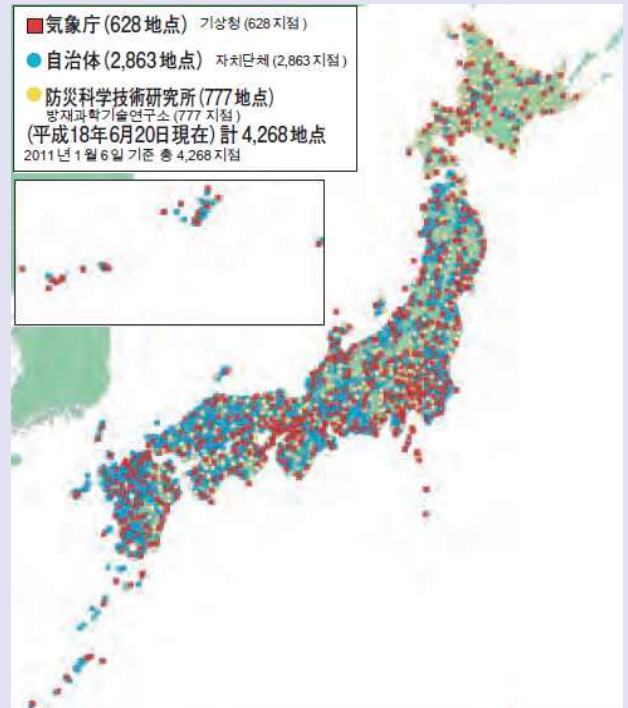 気象庁(628地点) 기상청 (628 지점 )
自治体(2,863地点) 자치단체 (2,863 지점 )
防災科学技術研究所(777地点)
방재과학기술연구소 (777 지점 )
(平成18年6月20日現在) 計 4,268地点
2011년 1월 6일 기준 총 4,268 지점